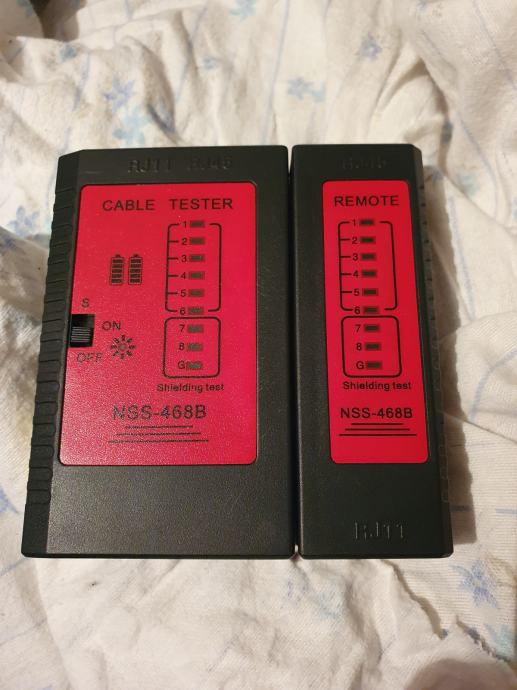 RJ11 RJ45
CABLE TESTER
1
2
3
4
5
6
7
8
G
S
ON
OFF
Shielding test
NSS-468B
RJ45
REMOTE
1
2
3
4
5
6
7
8
G
Shielding test
NSS-468B
RJ11